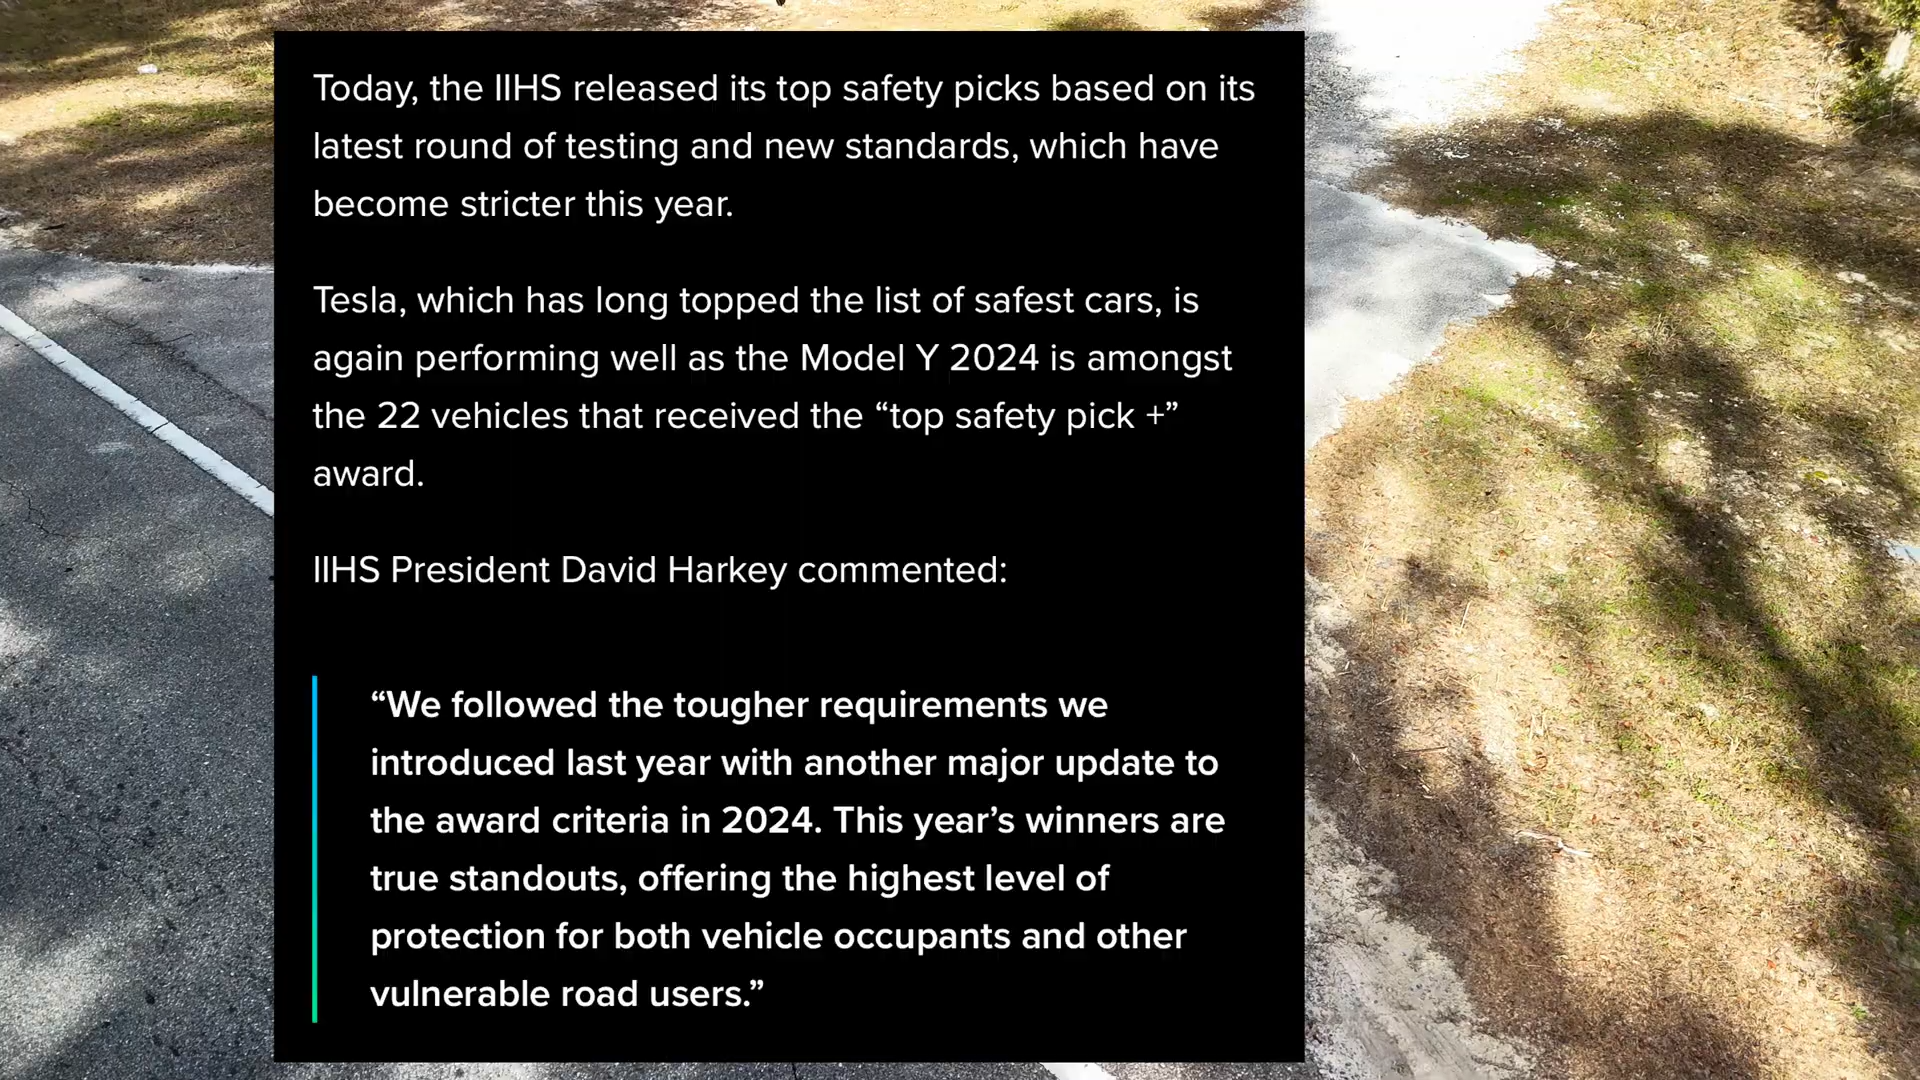 Today, the IIHS released its top safety picks based on its
latest round of testing and new standards, which have
become stricter this year.
Tesla, which has long topped the list of safest cars, is
again performing well as the Model Y 2024 is amongst
the 22 vehicles that received the “top safety pick +”
award.
IIHS President David Harkey commented:
“We followed the tougher requirements we
introduced last year with another major update to
the award criteria in 2024. This year’s winners are
true standouts, offering the highest level of
protection for both vehicle occupants and other
vulnerable road users.”